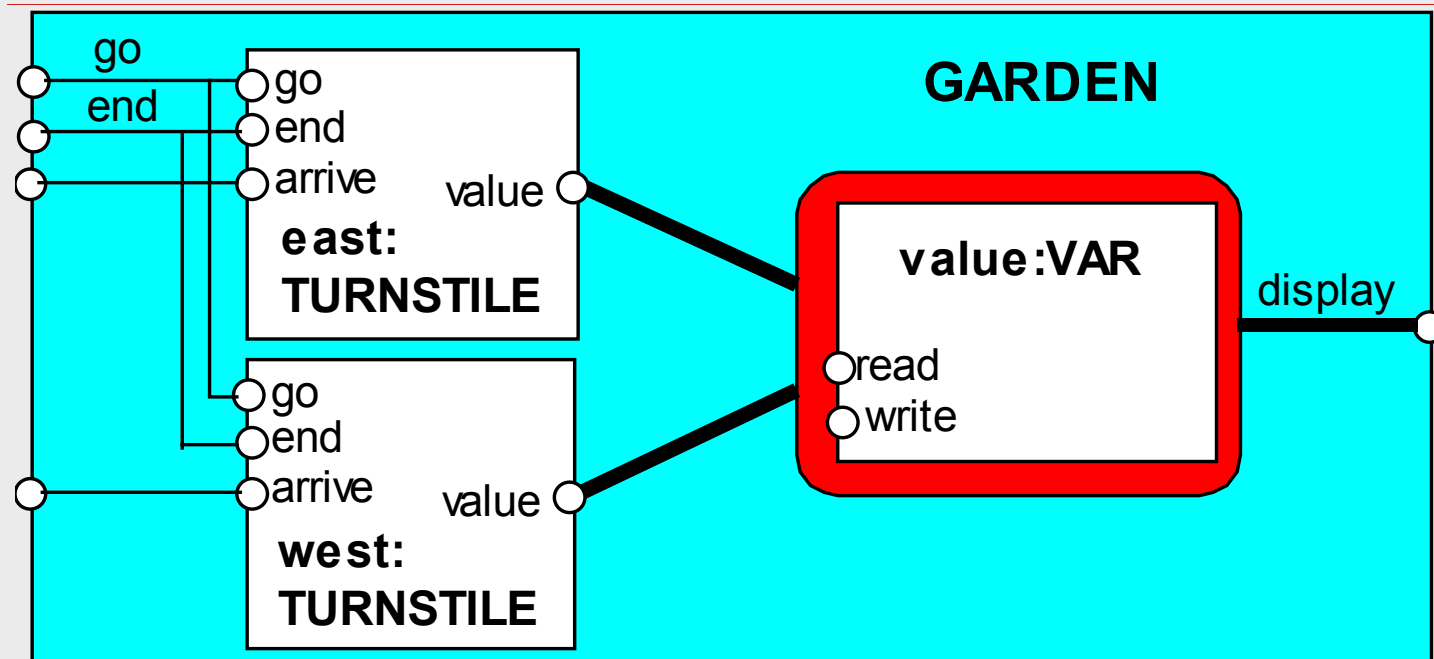 go
end
GARDEN
go
end
arrive
value
east:
TURNSTILE
value:VAR
read
write
display
go
end
arrive
value
west:
TURNSTILE